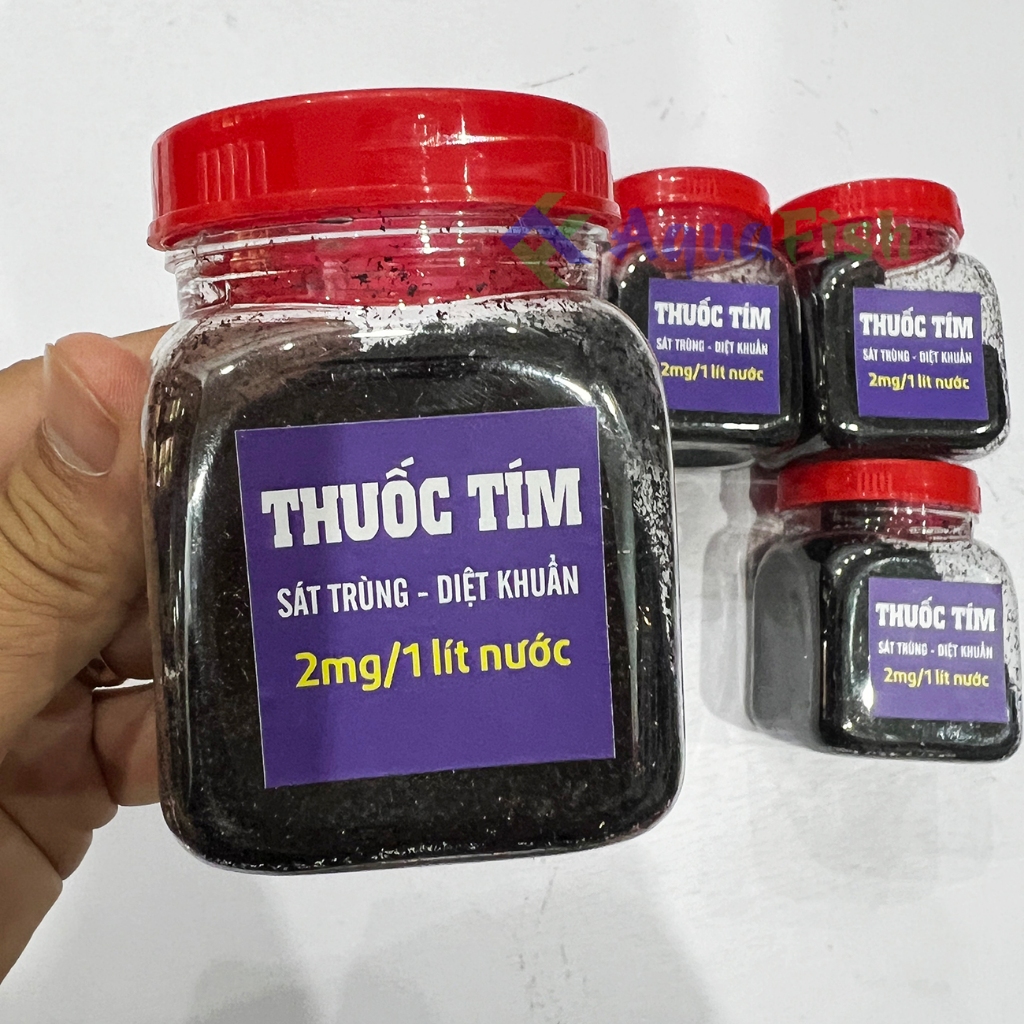 AquaFish
THUỐC TÍM
SÁT TRÙNG - DIỆT KHUẨN
2mg/1 lít nước
THUỐC TÍM
SÁT TRÙNG - DIỆT KHUẨN
2mg/1 lít nước
THUỐC TÍM
SÁT TRÙNG - DIỆT KHUẨN
2mg/1 lít nước
THUỐC TÍM
SÁT TRÙNG - DIỆT KHUẨN
2mg/1 lít nước